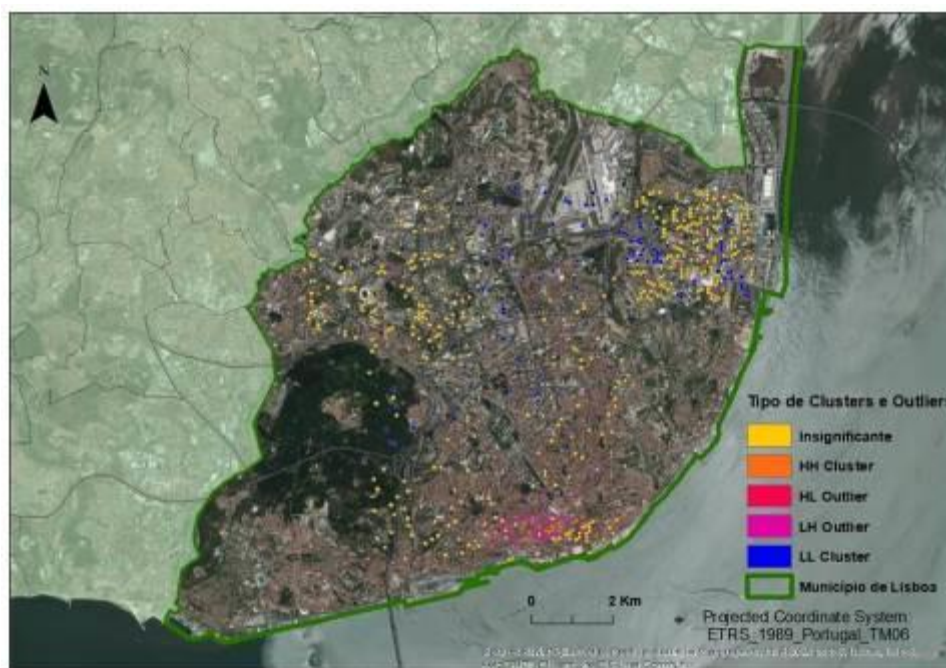 N
Tipo de Clusters e Outliers
Insignificante
HH Cluster
HL Outlier
LH Outlier
LL Cluster
Município de Lisboa
0 2 Km
Projected Coordinate System:
ETRS_1989_Portugal_TM06